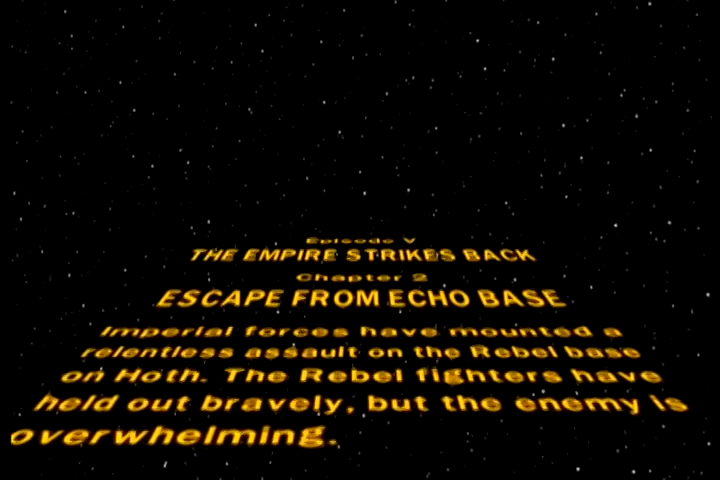 Episode V
THE EMPIRE STRIKES BACK
Chapter 2
ESCAPE FROM ECHO BASE
Imperial forces have mounted a
relentless assault on the Rebel base
on Hoth. The Rebel fighters have
held out bravely, but the enemy is
overwhelming.